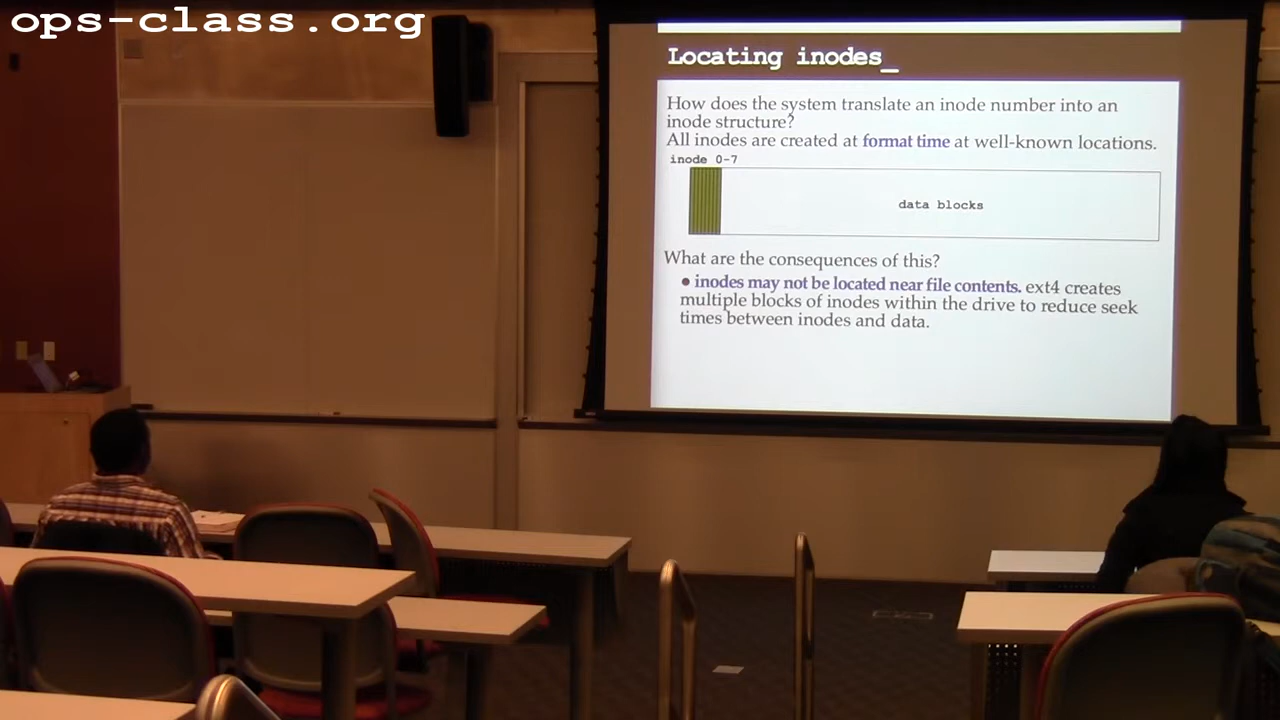 ops-class.org
Locating inodes_
How does the system translate an inode number into an
inode structure?
All inodes are created at format time at well-known locations.
inode 0-7
data blocks
What are the consequences of this?
• inodes may not be located near file contents. ext4 creates
multiple blocks of inodes within the drive to reduce seek
times between inodes and data.